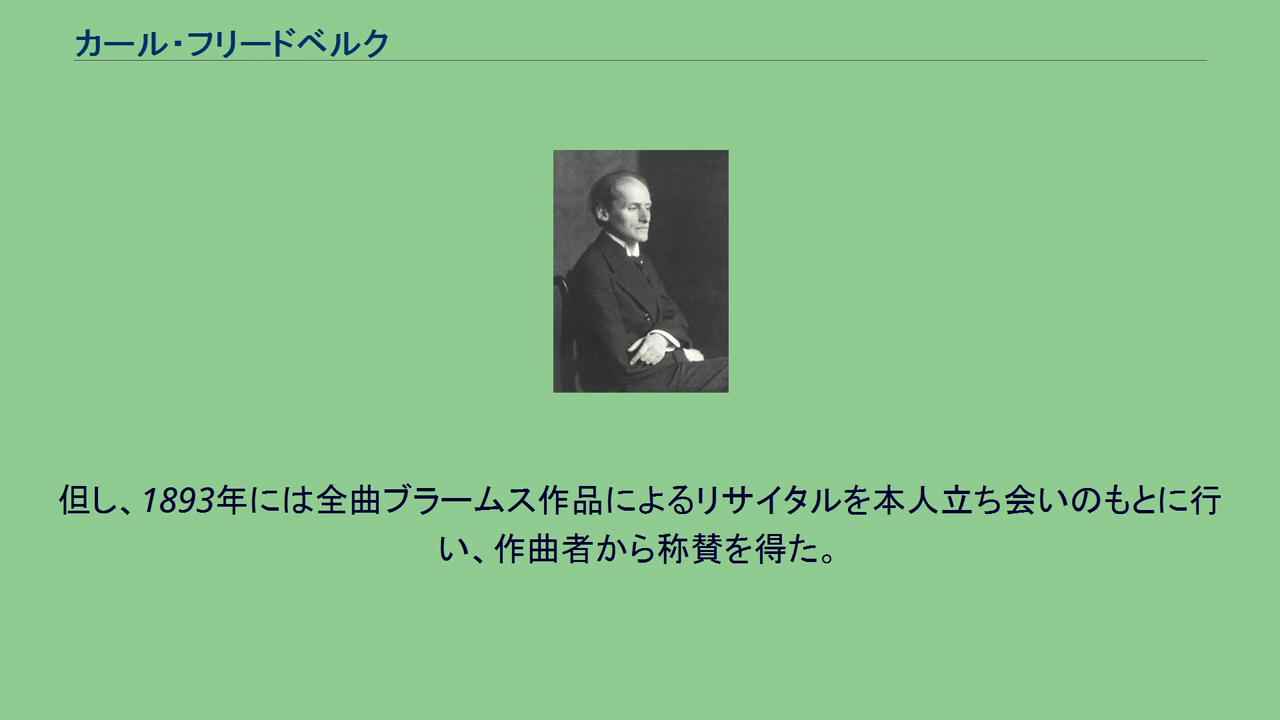 カール・フリードベルク
但し、1893年には全曲ブラームス作品によるリサイタルを本人立ち会いのもとに行
い、作曲者から称賛を得た。